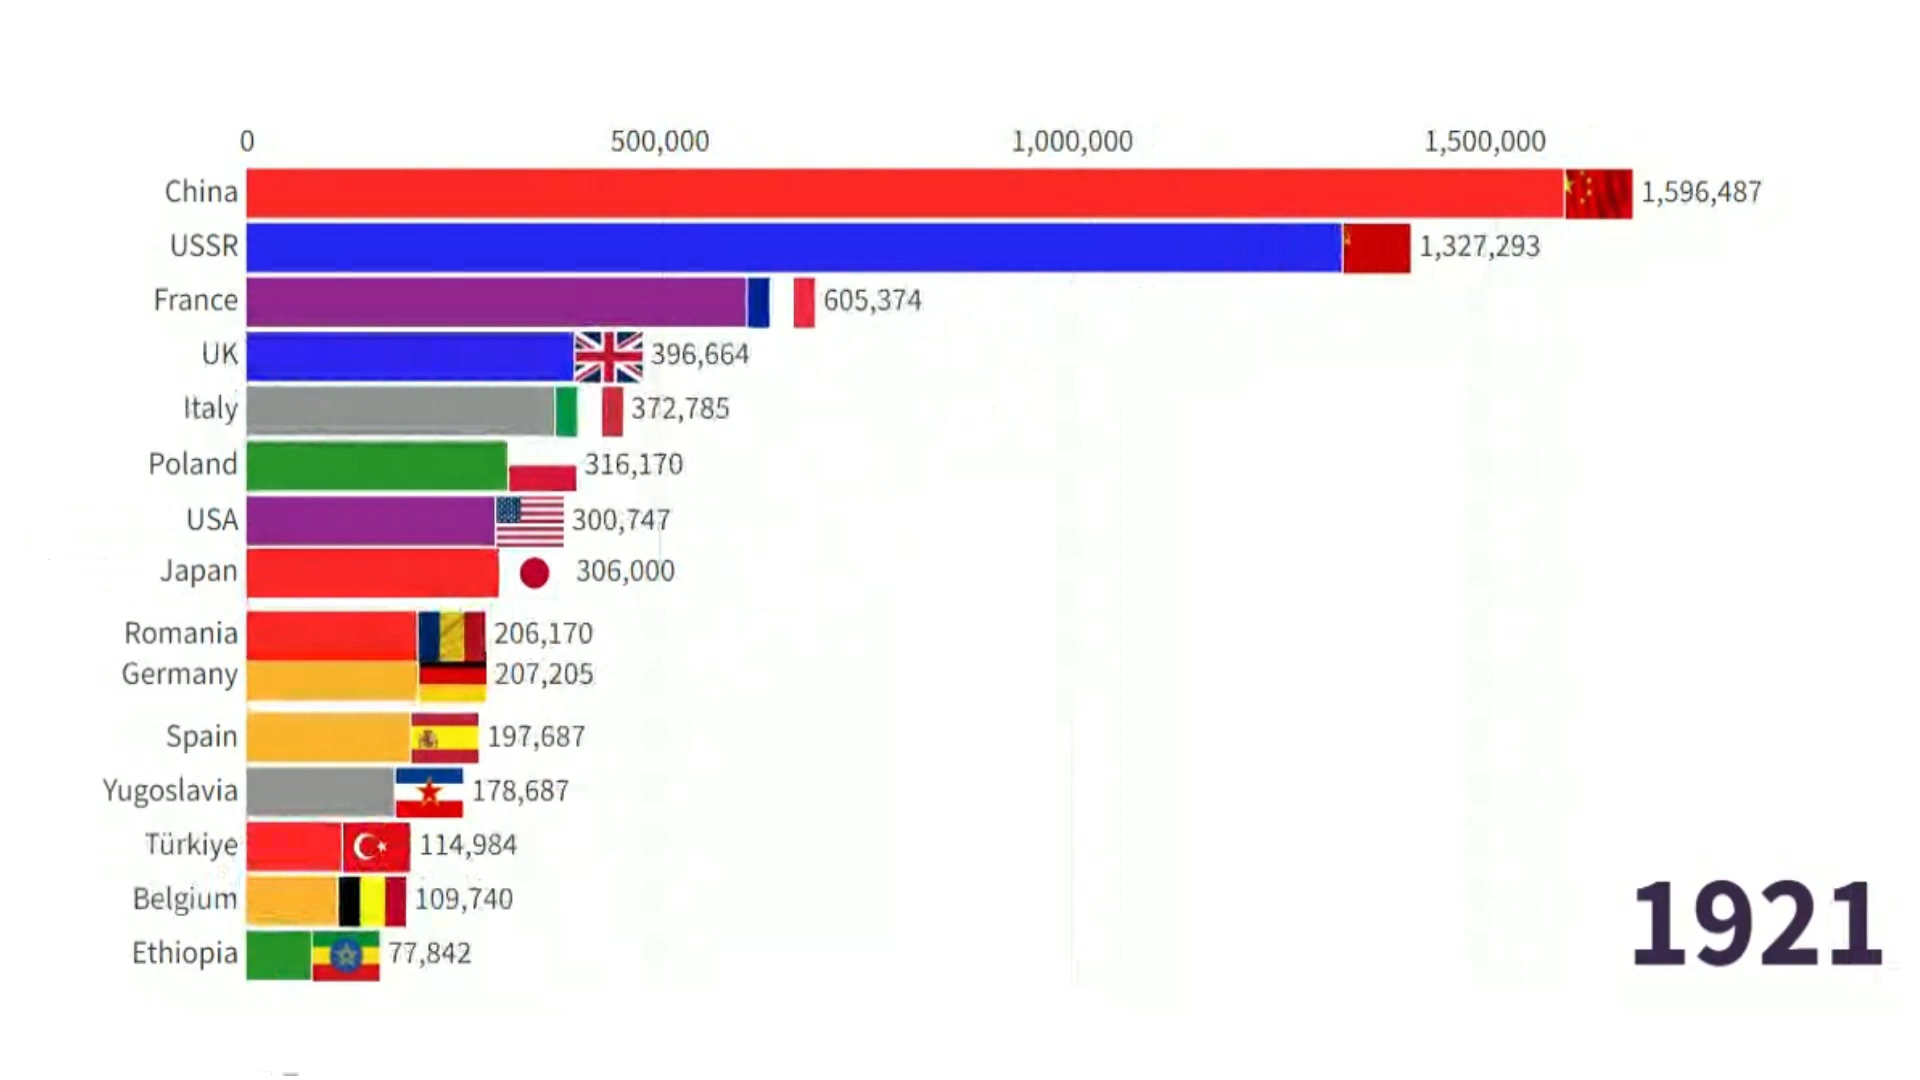 0 500,000 1,000,000 1,500,000
China 1,596,487
USSR 1,327,293
France 605,374
UK 396,664
Italy 372,785
Poland 316,170
USA 300,747
Japan 306,000
Romania 206,170
Germany 207,205
Spain 197,687
Yugoslavia 178,687
Türkiye 114,984
Belgium 109,740
Ethiopia 77,842
1921